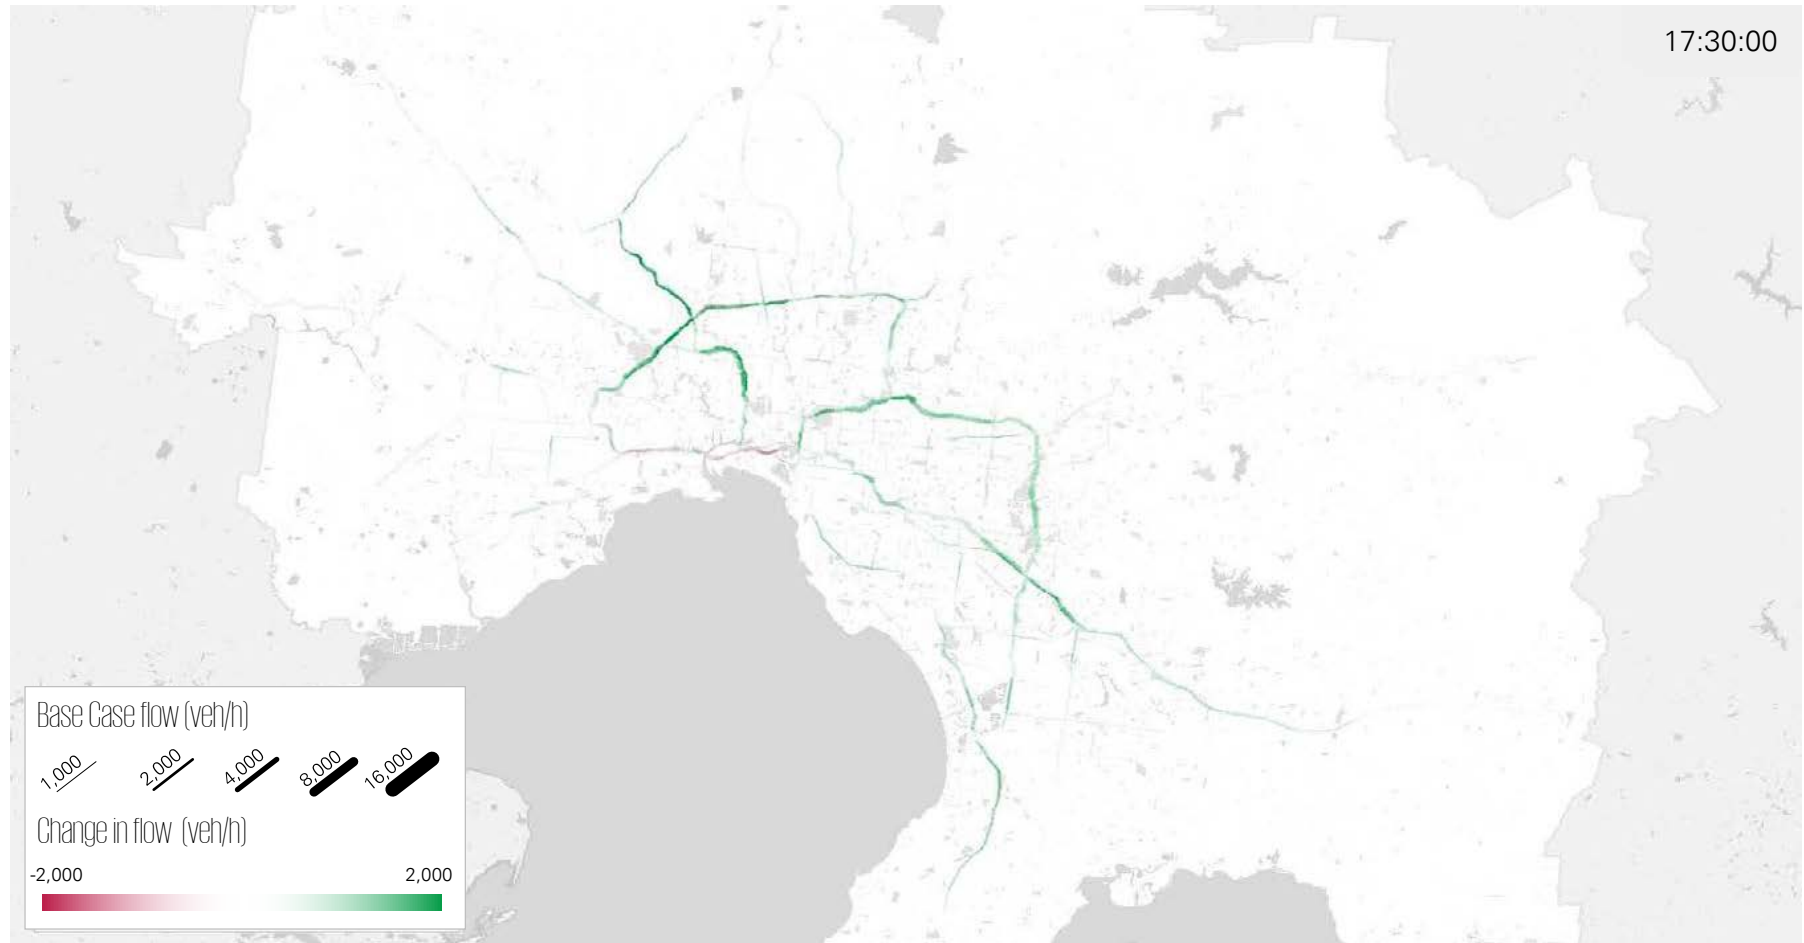 17:30:00
Base Case flow (veh/h)
1,000 2,000 4,000 8,000 16,000
Change in flow (veh/h)
-2,000 2,000